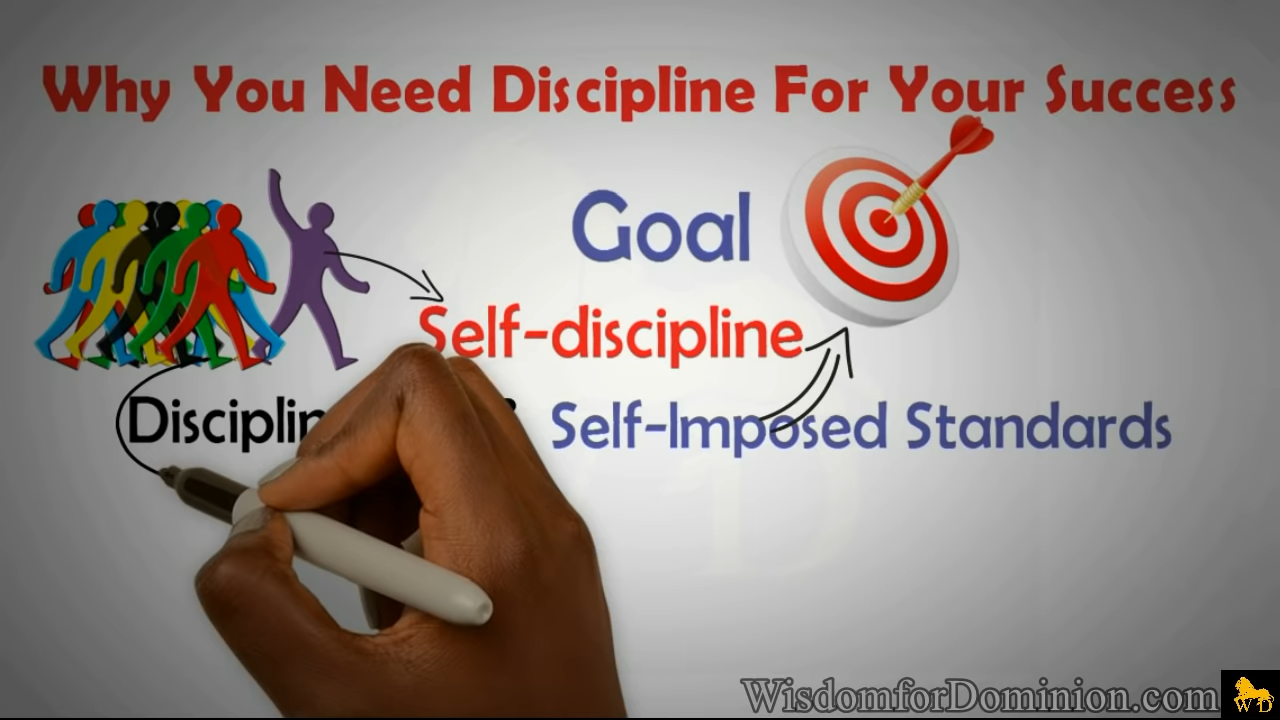 Why You Need Discipline For Your Success
Goal
Self-discipline
Self-Imposed Standards
WisdomforDominion.com
WD